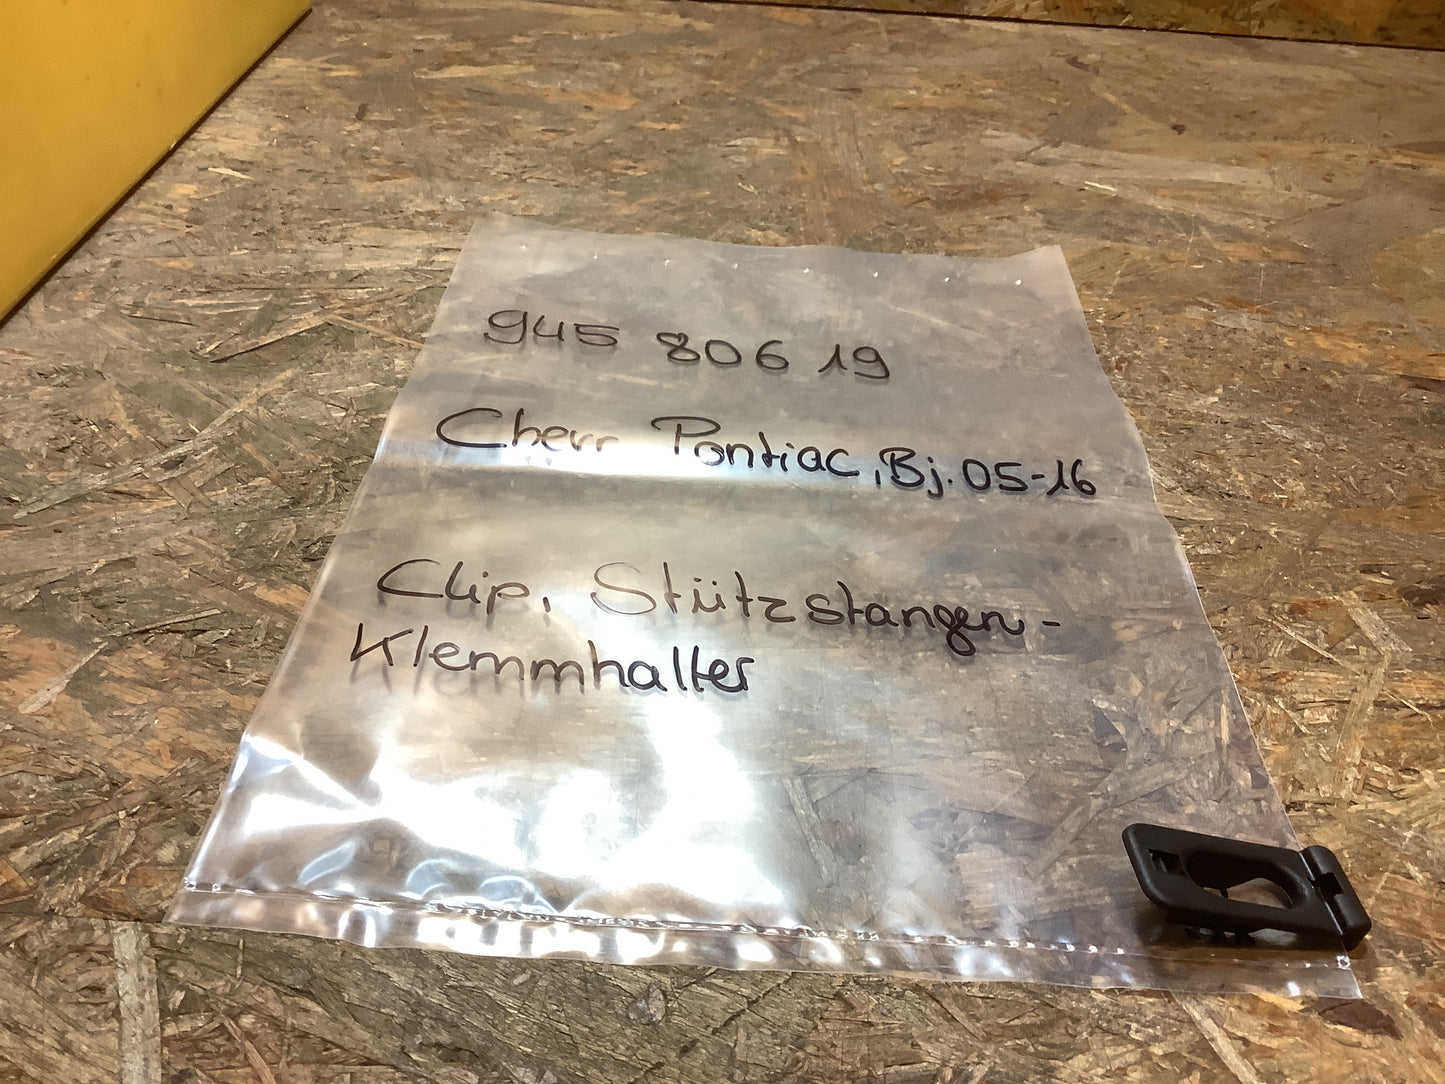 945 806 19
Chevr Pontiac, Bj. 05-16
Clip, Stützstangen-
Klemmhalter